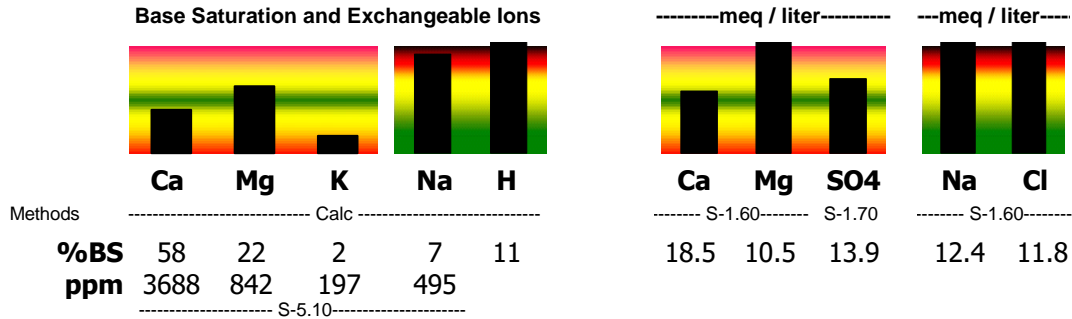 Base Saturation and Exchangeable Ions ---------meq / liter---------- ---meq / liter-----
Ca Mg K Na H Ca Mg SO4 Na Cl
Methods ---------------------------- Calc ---------------------------- -------- S-1.60-------- S-1.70 -------- S-1.60--------
%BS 58 22 2 7 11 18.5 10.5 13.9 12.4 11.8
ppm 3688 842 197 495
---------------------- S-5.10----------------------